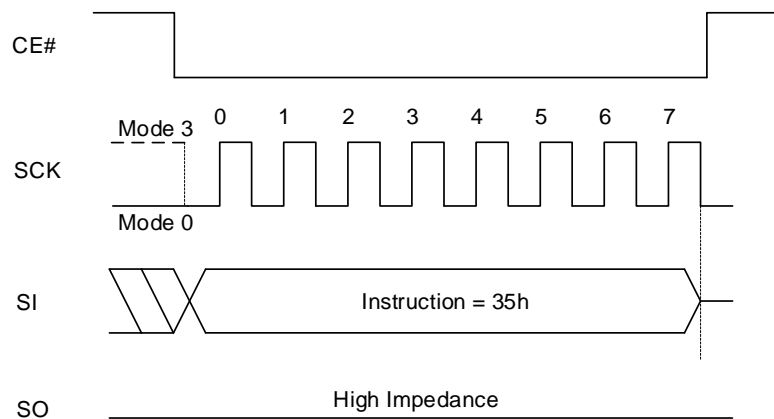 CE#
0 1 2 3 4 5 6 7
Mode 3
SCK
Mode 0
SI
Instruction = 35h
High Impedance
SO